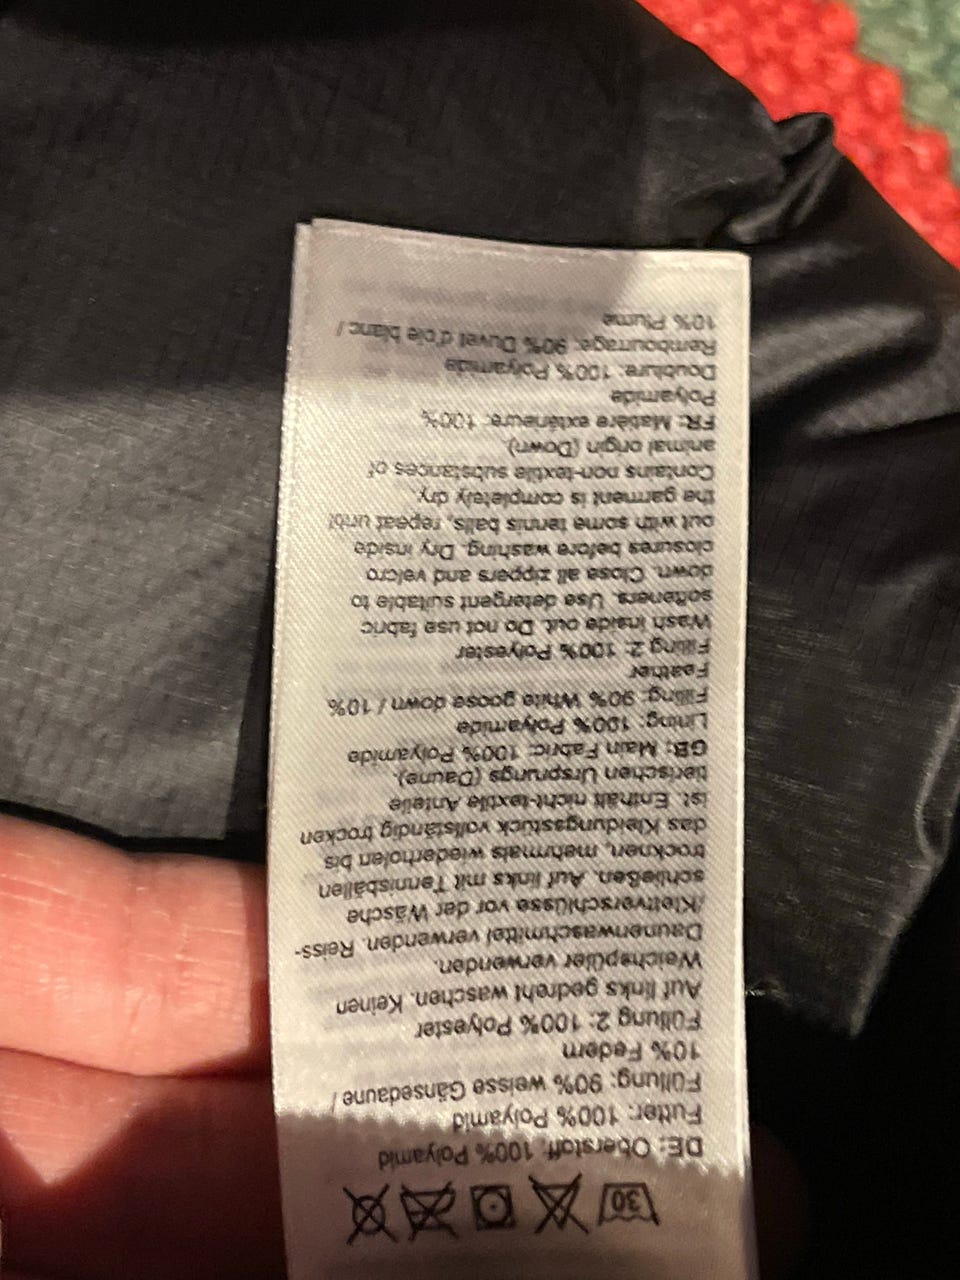 30
DE: Oberstoff: 100% Polyamid
Futter: 100% Polyamid
Füllung: 90% weisse Gänsedaune /
10% Federn
Füllung 2: 100% Polyester
Auf links gedreht waschen. Keinen
Weichspüler verwenden.
Daunenwaschmittel verwenden. Reiss-
/Klettverschlüsse vor der Wäsche
schließen. Auf links mit Tennisbällen
trocknen, mehrmals wiederholen bis
das Kleidungsstück vollständig trocken
ist. Enthält nicht-textile Anteile
tierischen Ursprungs (Daune).
GB: Main Fabric: 100% Polyamide
Lining: 100% Polyamide
Filling: 90% White goose down / 10%
Feather
Filling 2: 100% Polyester
Wash inside out. Do not use fabric
softeners. Use detergent suitable to
down. Close all zippers and velcro
closures before washing. Dry inside
out with some tennis balls, repeat until
the garment is completely dry.
Contains non-textile substances of
animal origin (Down).
FR: Matière extérieure: 100%
Polyamide
Doublure: 100% Polyamide
Rembourrage: 90% Duvet d'oie blanc /
10% Plume